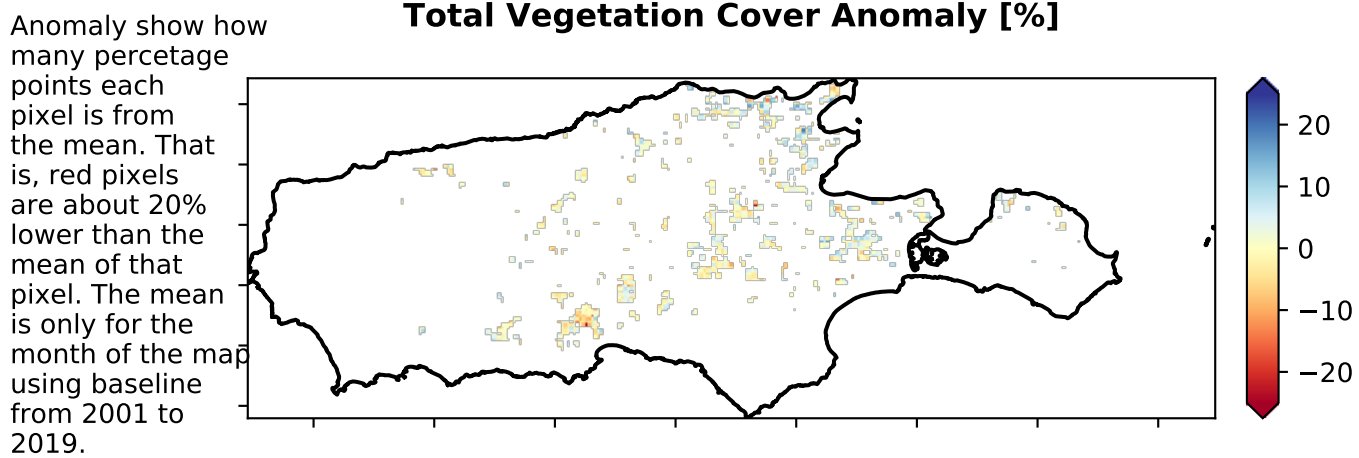 Total Vegetation Cover Anomaly [%]
Anomaly show how
many percetage
points each
pixel is from
the mean. That
is, red pixels
are about 20%
lower than the
mean of that
pixel. The mean
is only for the
month of the map
using baseline
from 2001 to
2019.
20
10
0
−10
−20